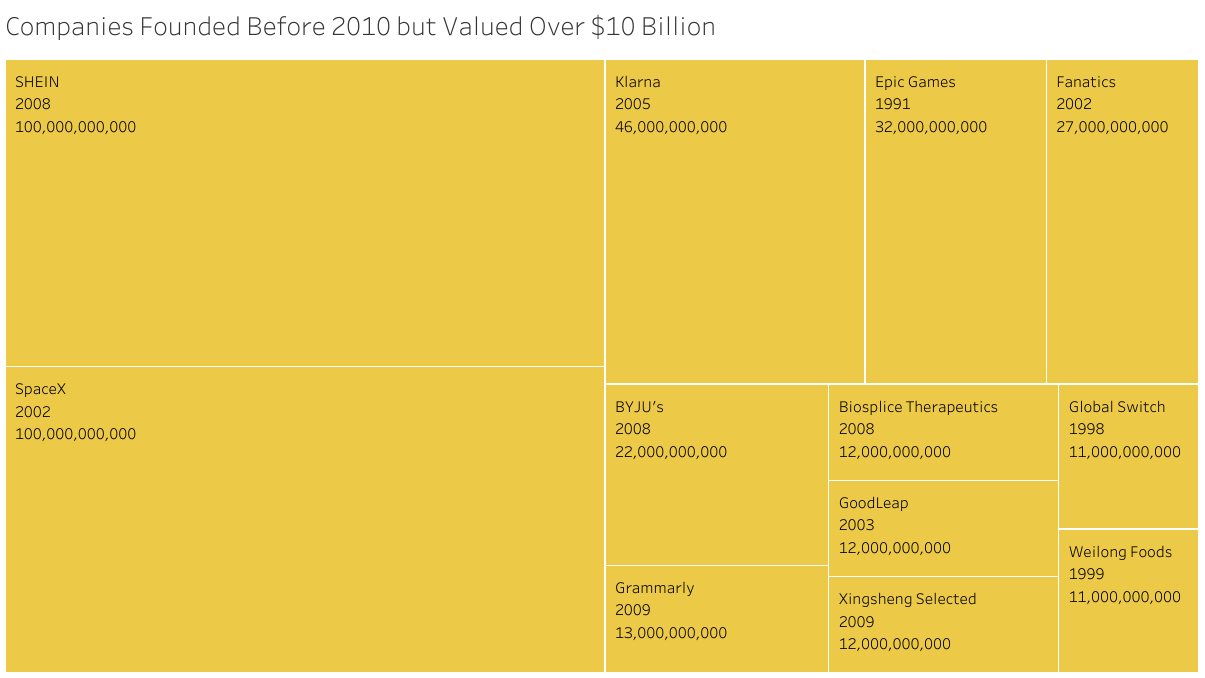 Companies Founded Before 2010 but Valued Over $10 Billion
SHEIN
2008
100,000,000,000
SpaceX
2002
100,000,000,000
Klarna
2005
46,000,000,000
Epic Games
1991
32,000,000,000
Fanatics
2002
27,000,000,000
BYJU's
2008
22,000,000,000
Grammarly
2009
13,000,000,000
Biosplice Therapeutics
2008
12,000,000,000
GoodLeap
2003
12,000,000,000
Xingsheng Selected
2009
12,000,000,000
Global Switch
1998
11,000,000,000
Weilong Foods
1999
11,000,000,000